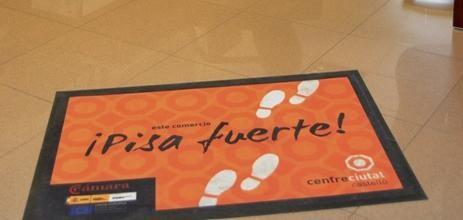 este comercio
¡Pisa fuerte!
Cámara
centreciutat
castelló